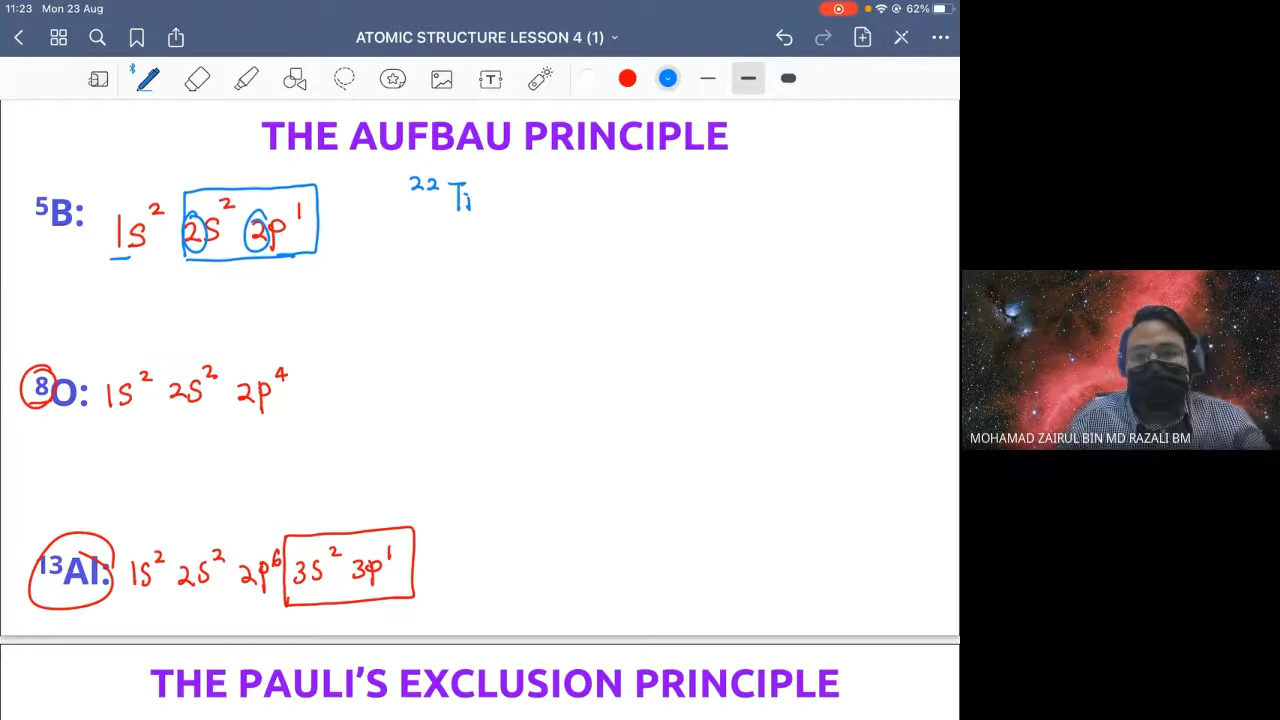 11:23 Mon 23 Aug
62%
ATOMIC STRUCTURE LESSON 4 (1)
THE AUFBAU PRINCIPLE
⁵B: 1s² 2s² 2p¹
²² Ti
⁸O: 1s² 2s² 2p⁴
¹³Al: 1s² 2s² 2p⁶ 3s² 3p¹
THE PAULI’S EXCLUSION PRINCIPLE
MOHAMAD ZAIRUL BIN MD RAZALI BM